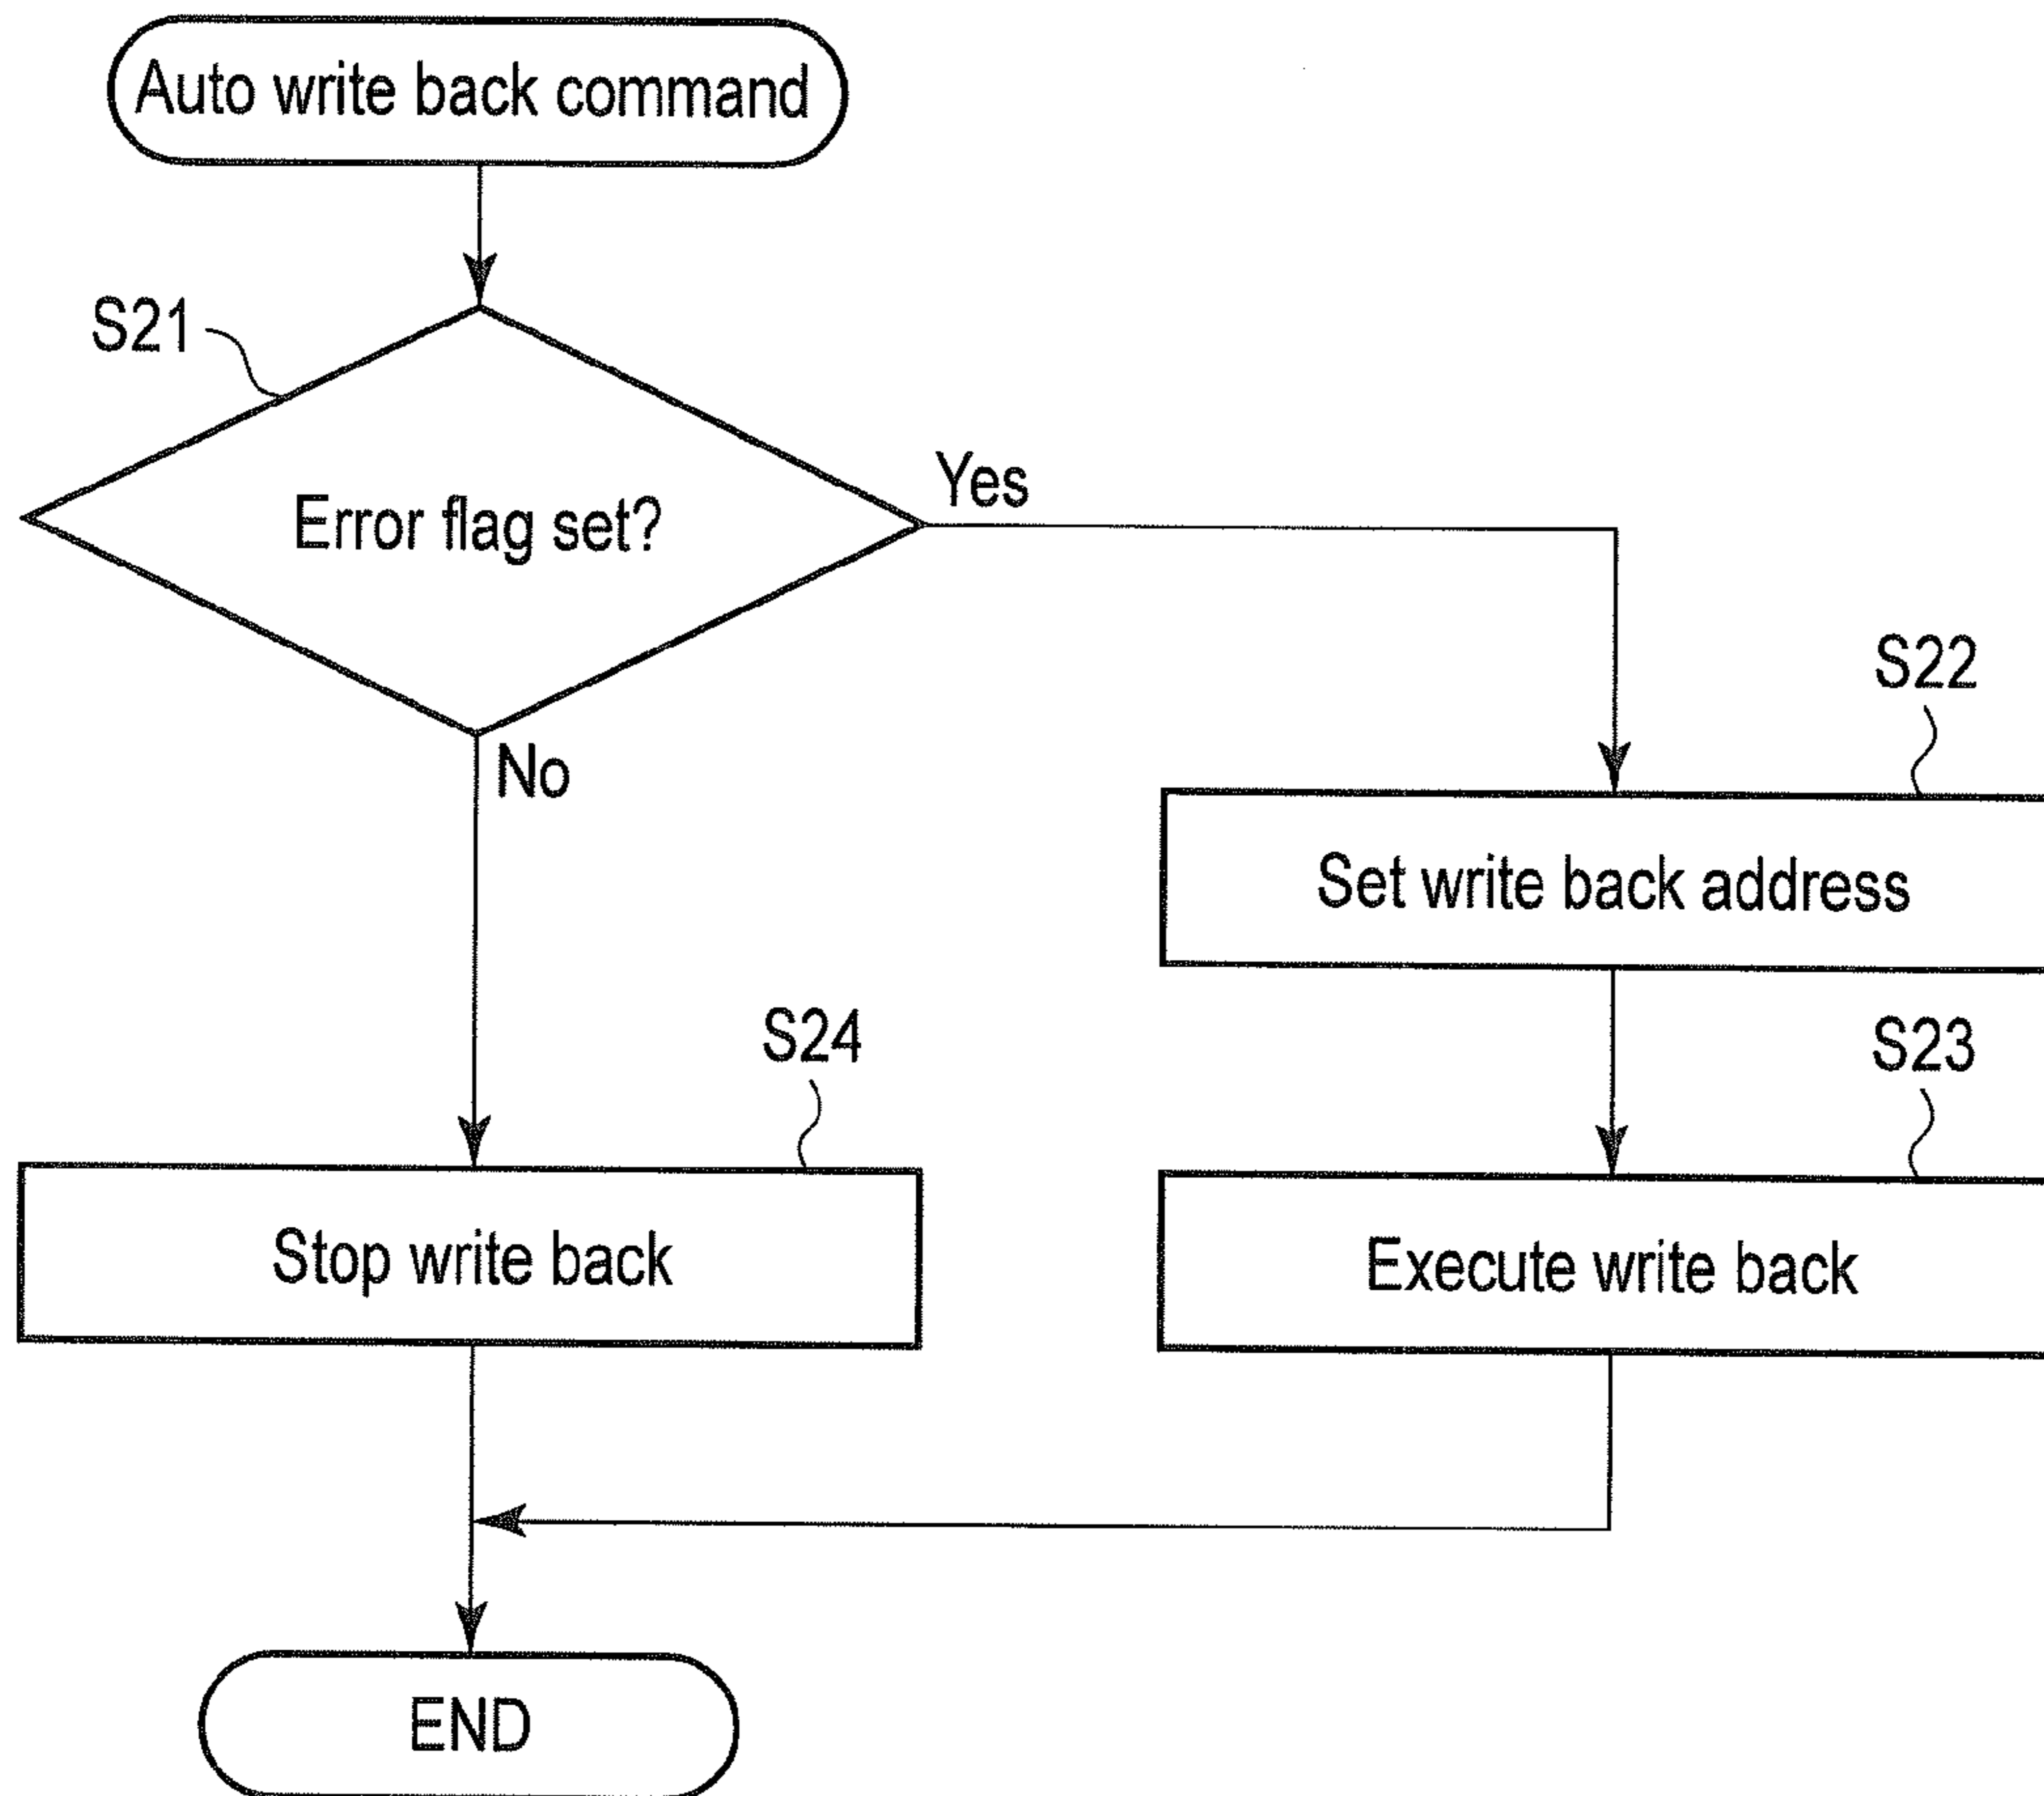 Auto write back command
S21
Error flag set?
Yes
No
S22
Set write back address
S24
S23
Stop write back
Execute write back
END